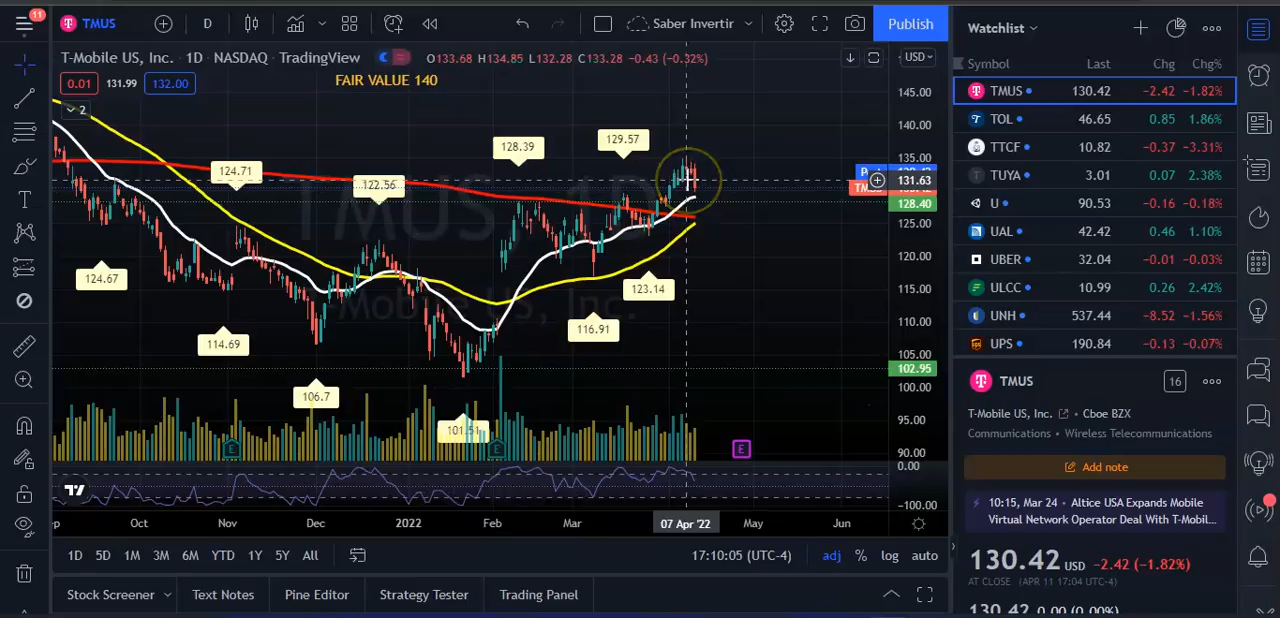 11
TMUS
D
Saber Invertir
Publish
T-Mobile US, Inc. · 1D · NASDAQ · TradingView
O133.68 H134.85 L132.28 C133.28 -0.43 (-0.32%)
USD
0.01
131.99
132.00
FAIR VALUE 140
2
124.71
122.56
128.39
129.57
124.67
114.69
106.7
101.51
116.91
123.14
TMUS, 1D
T-Mobile US, Inc.
145.00
140.00
135.00
131.63
128.40
125.00
120.00
115.00
110.00
105.00
102.95
100.00
95.00
90.00
0.00
-100.00
E
E
E
Oct
Nov
Dec
2022
Feb
Mar
07 Apr '22
May
Jun
1D 5D 1M 3M 6M YTD 1Y 5Y All
17:10:05 (UTC-4)
adj % log auto
Stock Screener
Text Notes
Pine Editor
Strategy Tester
Trading Panel
Watchlist
Symbol Last Chg Chg%
TMUS 130.42 −2.42 −1.82%
TOL 46.65 0.85 1.86%
TTCF 10.82 −0.37 −3.31%
TUYA 3.01 0.07 2.38%
U 90.53 −0.16 −0.18%
UAL 42.42 0.46 1.10%
UBER 32.04 −0.01 −0.03%
ULCC 10.99 0.26 2.42%
UNH 537.44 −8.52 −1.56%
UPS 190.84 −0.13 −0.07%
TMUS
16
T-Mobile US, Inc. • Cboe BZX
Communications • Wireless Telecommunications
Add note
10:15, Mar 24 • Altice USA Expands Mobile
Virtual Network Operator Deal With T-Mobil...
130.42 USD −2.42 (−1.82%)
AT CLOSE (APR 11 17:04 UTC-4)